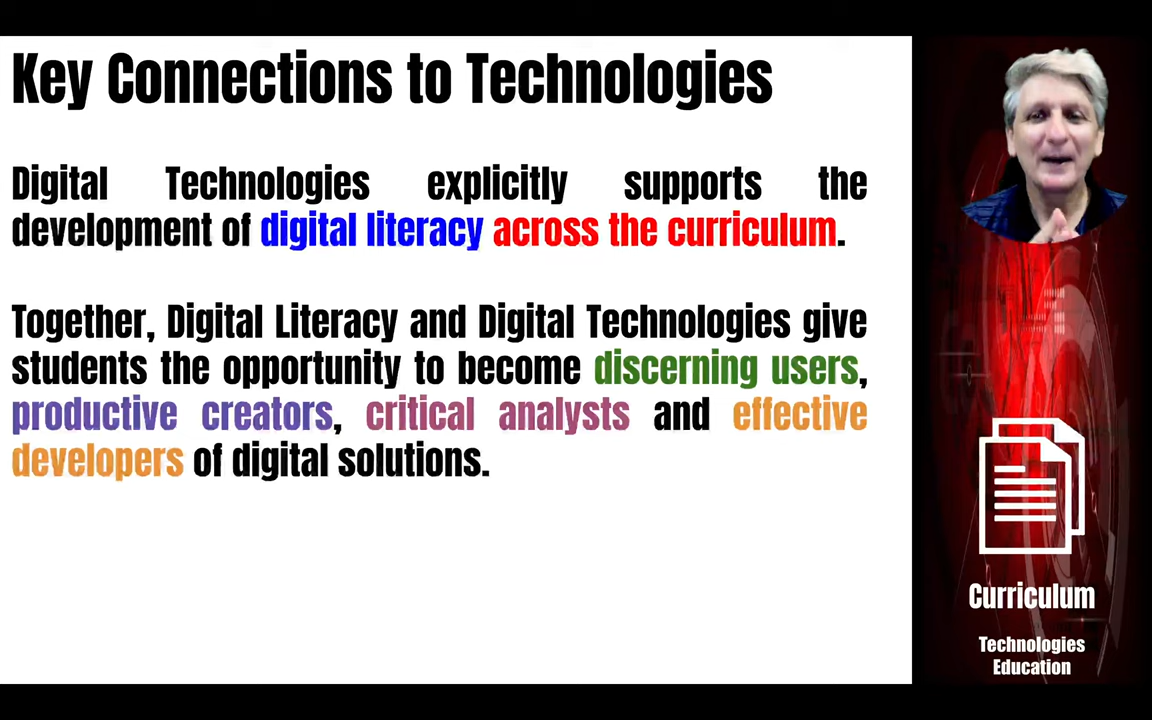 Key Connections to Technologies
Digital Technologies explicitly supports the
development of digital literacy across the curriculum.
Together, Digital Literacy and Digital Technologies give
students the opportunity to become discerning users,
productive creators, critical analysts and effective
developers of digital solutions.
Curriculum
Technologies
Education